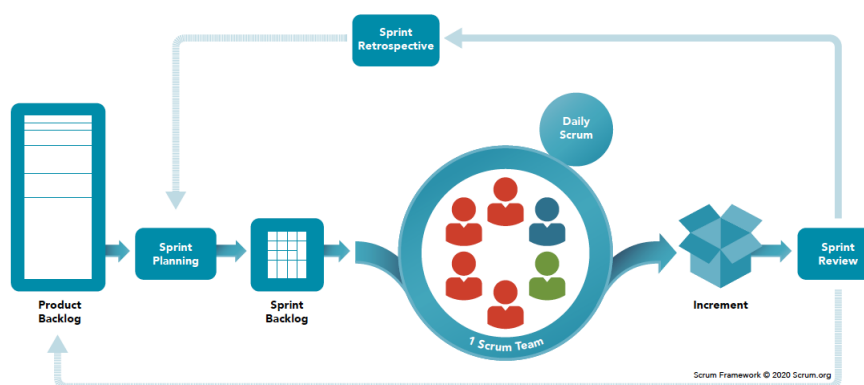 Sprint
Retrospective
Daily
Scrum
Sprint
Planning
Sprint
Review
Product
Backlog
Sprint
Backlog
Increment
1 Scrum Team
Scrum Framework © 2020 Scrum.org